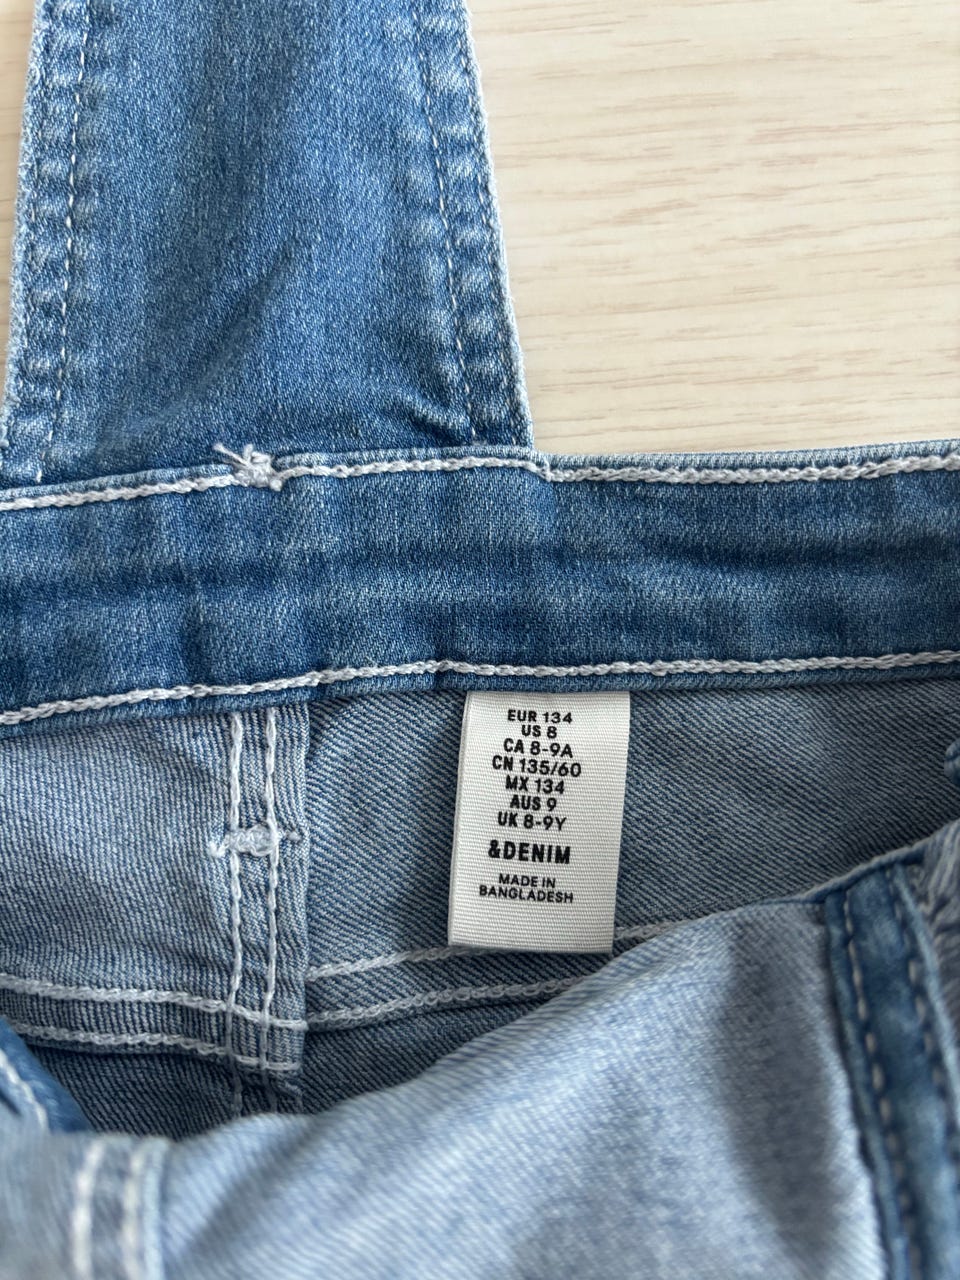 EUR 134
US 8
CA 8-9A
CN 135/60
MX 134
AUS 9
UK 8-9Y
&DENIM
MADE IN
BANGLADESH